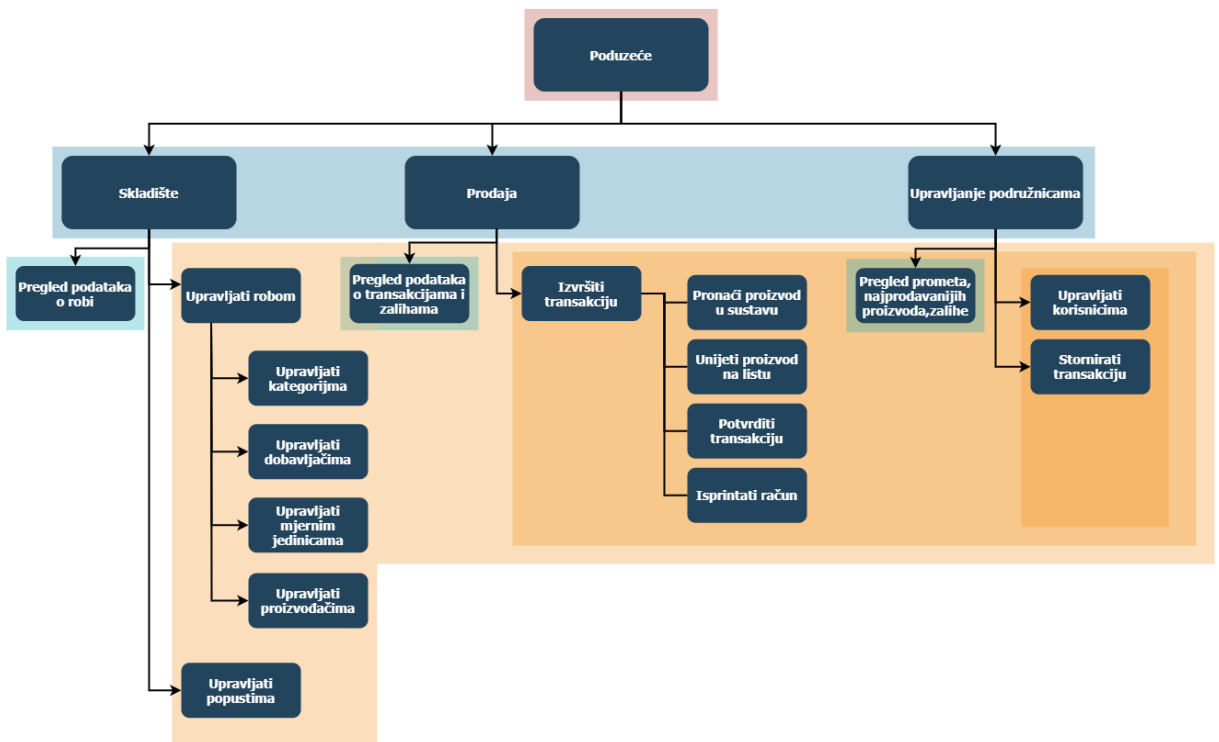 Poduzeće
Skladište
Prodaja
Upravljanje podružnicama
Pregled podataka
o robi
Upravljati robom
Pregled podataka
o transakcijama i
zalihama
Izvršiti
transakciju
Pronaći proizvod
u sustavu
Pregled prometa,
najprodavanijih
proizvoda,zalihe
Upravljati
korisnicima
Unijeti proizvod
na listu
Stornirati
transakciju
Upravljati
kategorijma
Potvrditi
transakciju
Upravljati
dobavljačima
Isprintati račun
Upravljati
mjernim
jedinicama
Upravljati
proizvođačima
Upravljati
popustima